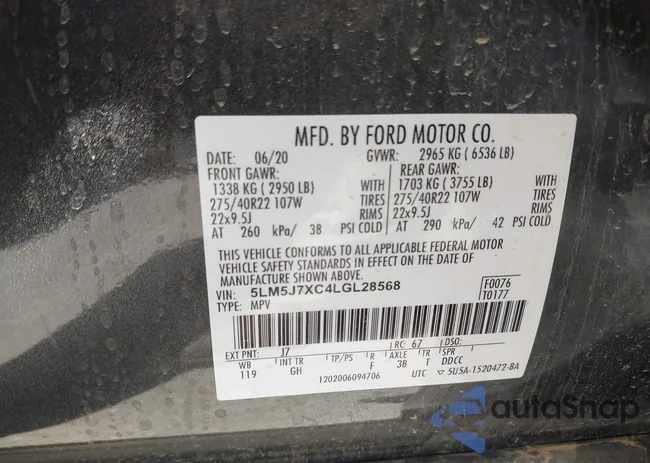 MFD. BY FORD MOTOR CO.
DATE: 06/20 GVWR: 2965 KG ( 6536 LB)
FRONT GAWR: REAR GAWR:
1338 KG ( 2950 LB) WITH 1703 KG ( 3755 LB) WITH
275/40R22 107W TIRES 275/40R22 107W TIRES
22x9.5J RIMS 22x9.5J RIMS
AT 260 kPa/ 38 PSI COLD AT 290 kPa/ 42 PSI COLD
THIS VEHICLE CONFORMS TO ALL APPLICABLE FEDERAL MOTOR
VEHICLE SAFETY STANDARDS IN EFFECT ON THE DATE OF
MANUFACTURE SHOWN ABOVE.
VIN: 5LM5J7XC4LGL28568 F0076
TYPE: MPV T0177
EXT PNT: J7 RC: 67 DSO:
WB INT TR TP/PS R AXLE TR SPR
119 GH F 3B T DDCC
I202006094706 UTC ▽ 5U5A-1520472-BA
autoSnap